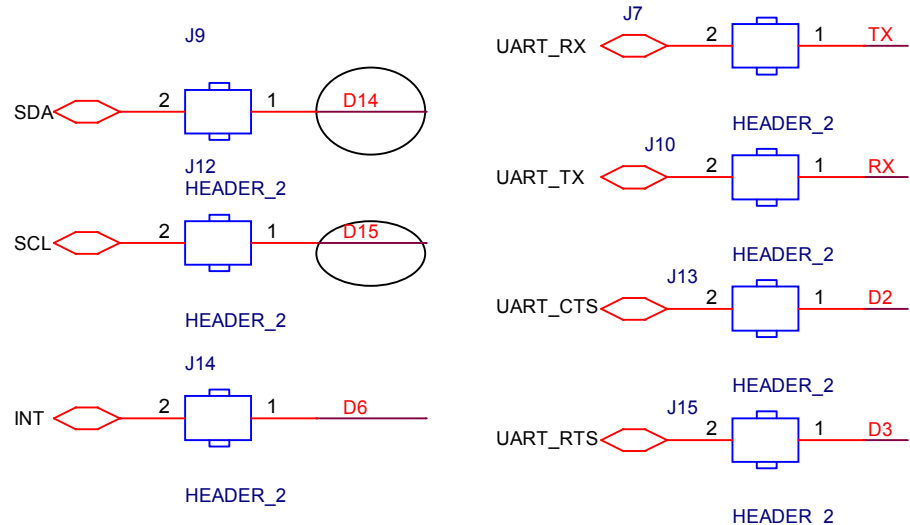 J9
SDA 2 1 D14
J12
HEADER_2
SCL 2 1 D15
HEADER_2
J14
INT 2 1 D6
HEADER_2
J7
UART_RX 2 1 TX
HEADER_2
J10
UART_TX 2 1 RX
HEADER_2
J13
UART_CTS 2 1 D2
HEADER_2
J15
UART_RTS 2 1 D3
HEADER_2